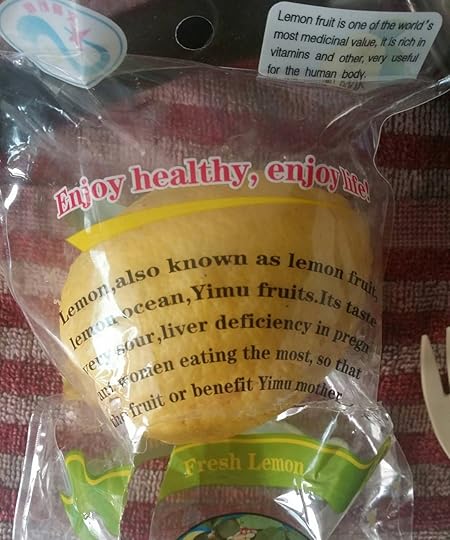 Lemon fruit is one of the world's
most medicinal value, it is rich in
vitamins and other, very useful
for the human body.
Enjoy healthy, enjoy life!
Lemon,also known as lemon fruit,
lemon ocean,Yimu fruits.Its taste
very sour,liver deficiency in pregn
ant women eating the most, so that
the fruit or benefit Yimu mother
Fresh Lemon